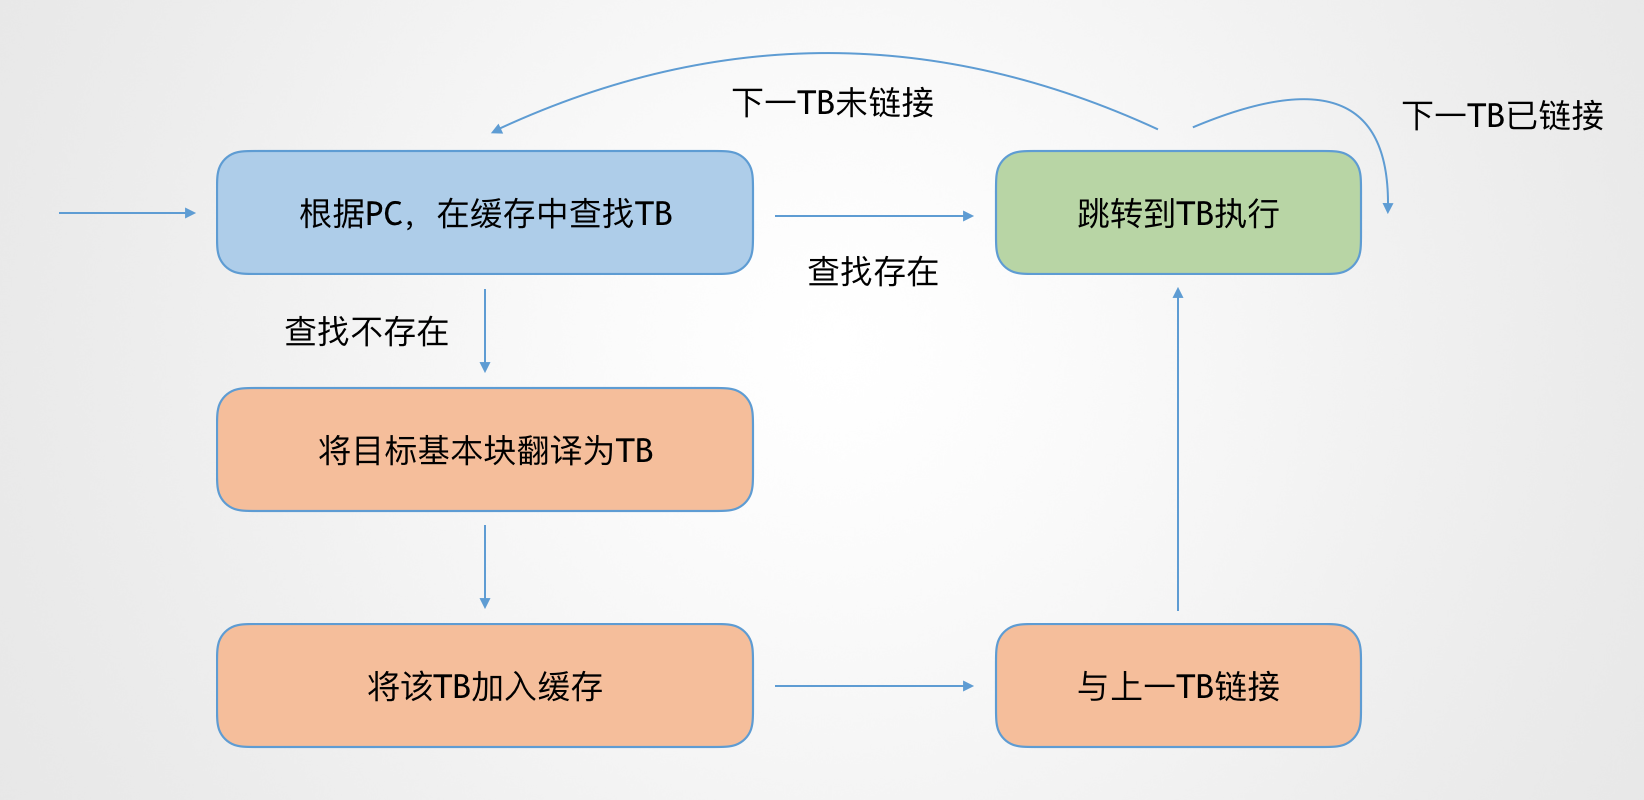 下一TB未链接
下一TB已链接
根据PC，在缓存中查找TB
跳转到TB执行
查找存在
查找不存在
将目标基本块翻译为TB
将该TB加入缓存
与上一TB链接